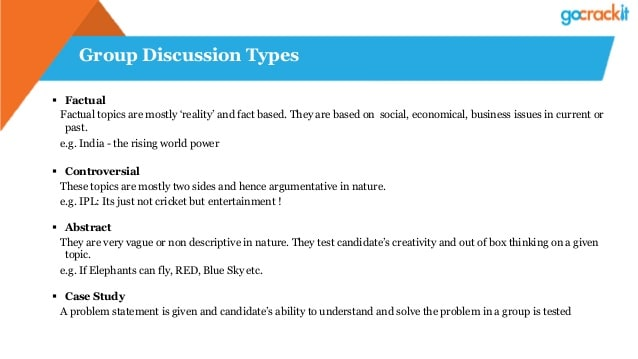 gocrackit
Group Discussion Types
▪ Factual
Factual topics are mostly ‘reality’ and fact based. They are based on social, economical, business issues in current or
past.
e.g. India - the rising world power
▪ Controversial
These topics are mostly two sides and hence argumentative in nature.
e.g. IPL: Its just not cricket but entertainment !
▪ Abstract
They are very vague or non descriptive in nature. They test candidate’s creativity and out of box thinking on a given
topic.
e.g. If Elephants can fly, RED, Blue Sky etc.
▪ Case Study
A problem statement is given and candidate’s ability to understand and solve the problem in a group is tested